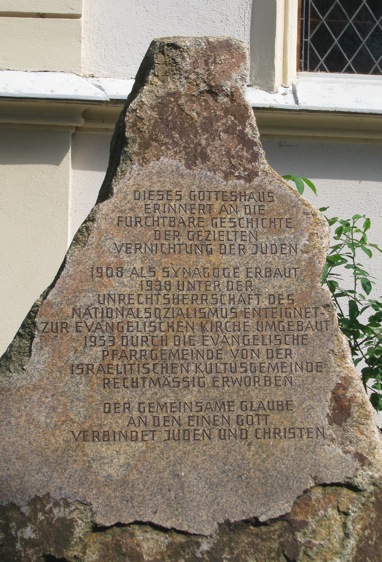 DIESES GOTTESHAUS
ERINNERT AN DIE
FURCHTBARE GESCHICHTE
DER GEZIELTEN
VERNICHTUNG DER JUDEN
1908 ALS SYNAGOGE ERBAUT
1938 UNTER DER
UNRECHTSHERRSCHAFT DES
NATIONALSOZIALISMUS ENTEIGNET
ZUR EVANGELISCHEN KIRCHE UMGEBAUT
1953 DURCH DIE EVANGELISCHE
PFARRGEMEINDE VON DER
ISRAELITISCHEN KULTUSGEMEINDE
RECHTMÄSSIG ERWORBEN
DER GEMEINSAME GLAUBE
AN DEN EINEN GOTT
VERBINDET JUDEN UND CHRISTEN